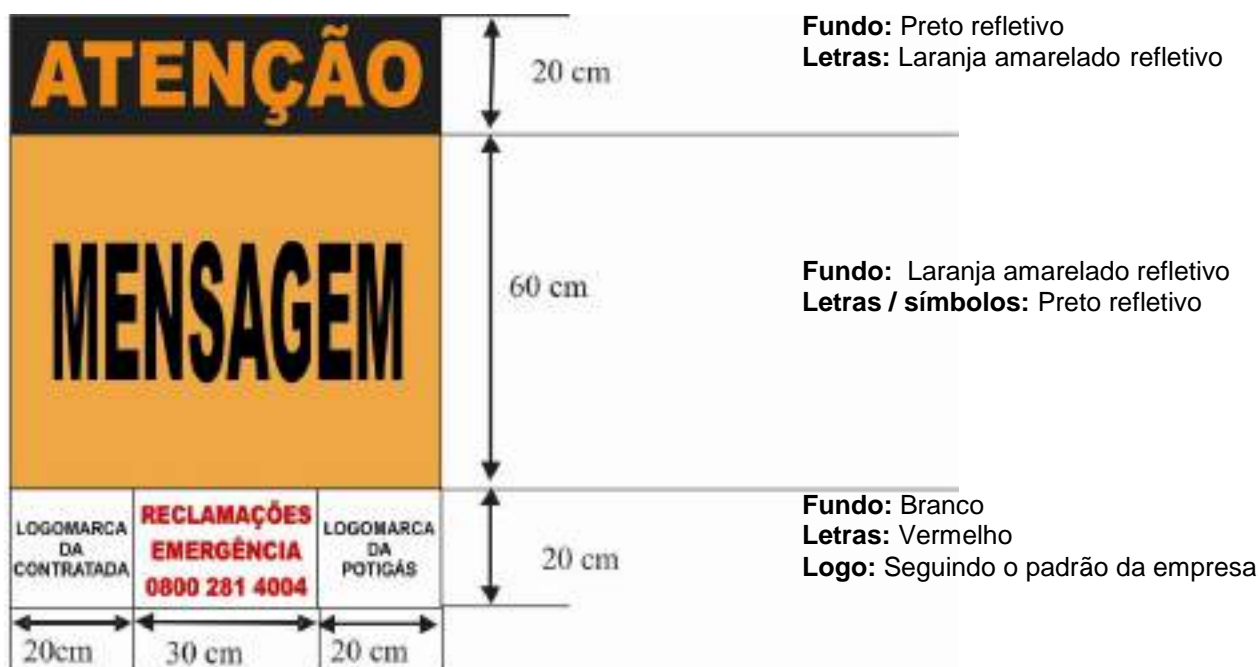 ATENÇÃO
20 cm
Fundo: Preto refletivo
Letras: Laranja amarelado refletivo
MENSAGEM
60 cm
Fundo: Laranja amarelado refletivo
Letras / símbolos: Preto refletivo
LOGOMARCA
DA
CONTRATADA
RECLAMAÇÕES
EMERGÊNCIA
0800 281 4004
LOGOMARCA
DA
POTIGÁS
20 cm
Fundo: Branco
Letras: Vermelho
Logo: Seguindo o padrão da empresa
20cm
30 cm
20 cm